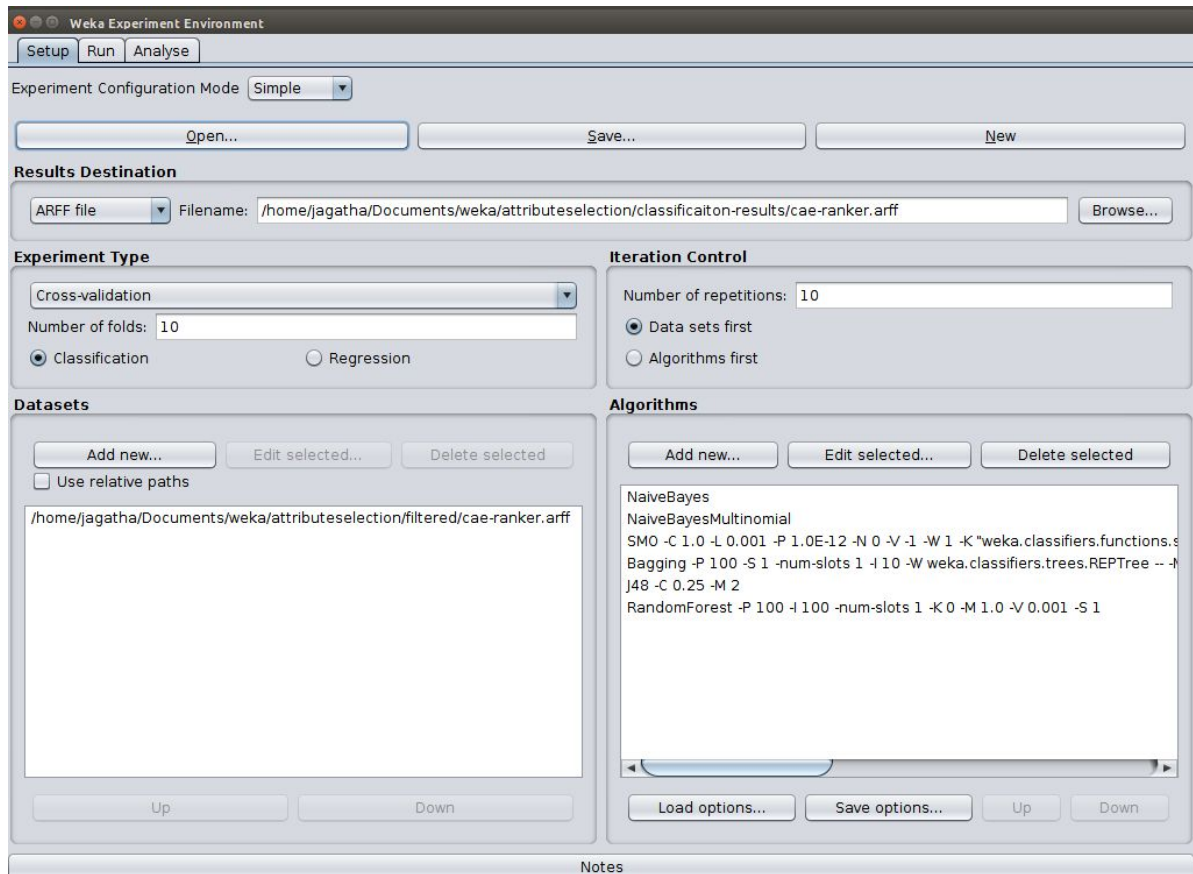 Weka Experiment Environment
Setup Run Analyse
Experiment Configuration Mode Simple
Open... Save... New
Results Destination
ARFF file Filename: /home/jagatha/Documents/weka/attributeselection/classificaiton-results/cae-ranker.arff Browse...
Experiment Type
Cross-validation
Number of folds: 10
Classification Regression
Iteration Control
Number of repetitions: 10
Data sets first
Algorithms first
Datasets
Add new... Edit selected... Delete selected
Use relative paths
/home/jagatha/Documents/weka/attributeselection/filtered/cae-ranker.arff
Up Down
Algorithms
Add new... Edit selected... Delete selected
NaiveBayes
NaiveBayesMultinomial
SMO -C 1.0 -L 0.001 -P 1.0E-12 -N 0 -V -1 -W 1 -K "weka.classifiers.functions.s
Bagging -P 100 -S 1 -num-slots 1 -I 10 -W weka.classifiers.trees.REPTree -- -M
J48 -C 0.25 -M 2
RandomForest -P 100 -I 100 -num-slots 1 -K 0 -M 1.0 -V 0.001 -S 1
Load options... Save options... Up Down
Notes